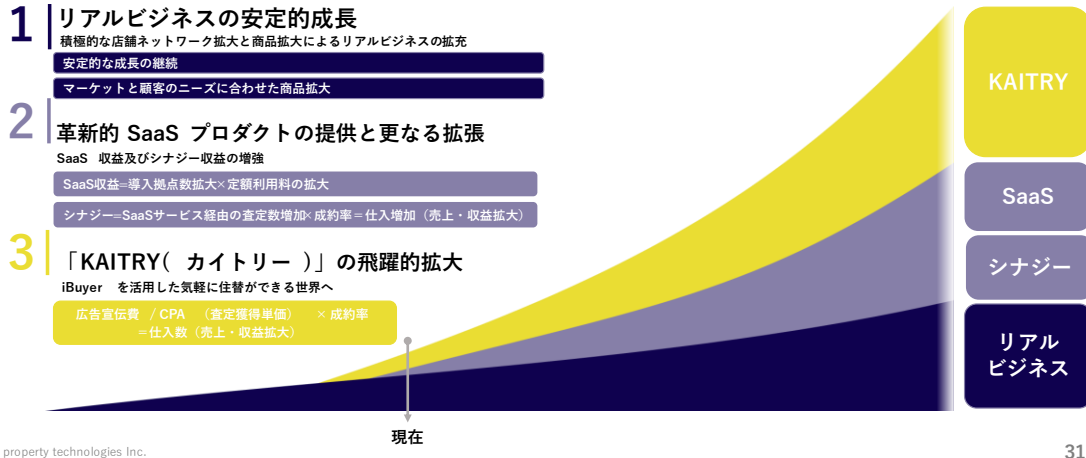 1
リアルビジネスの安定的成長
積極的な店舗ネットワーク拡大と商品拡大によるリアルビジネスの拡充
安定的な成長の継続
マーケットと顧客のニーズに合わせた商品拡大
2
革新的 SaaS プロダクトの提供と更なる拡張
SaaS 収益及びシナジー収益の増強
SaaS収益=導入拠点数拡大×定額利用料の拡大
シナジー=SaaSサービス経由の査定数増加×成約率=仕入増加（売上・収益拡大）
3
「KAITRY( カイトリー )」の飛躍的拡大
iBuyer を活用した気軽に住替ができる世界へ
広告宣伝費 / CPA （査定獲得単価） × 成約率
=仕入数（売上・収益拡大）
現在
KAITRY
SaaS
シナジー
リアル
ビジネス
property technologies Inc.
31